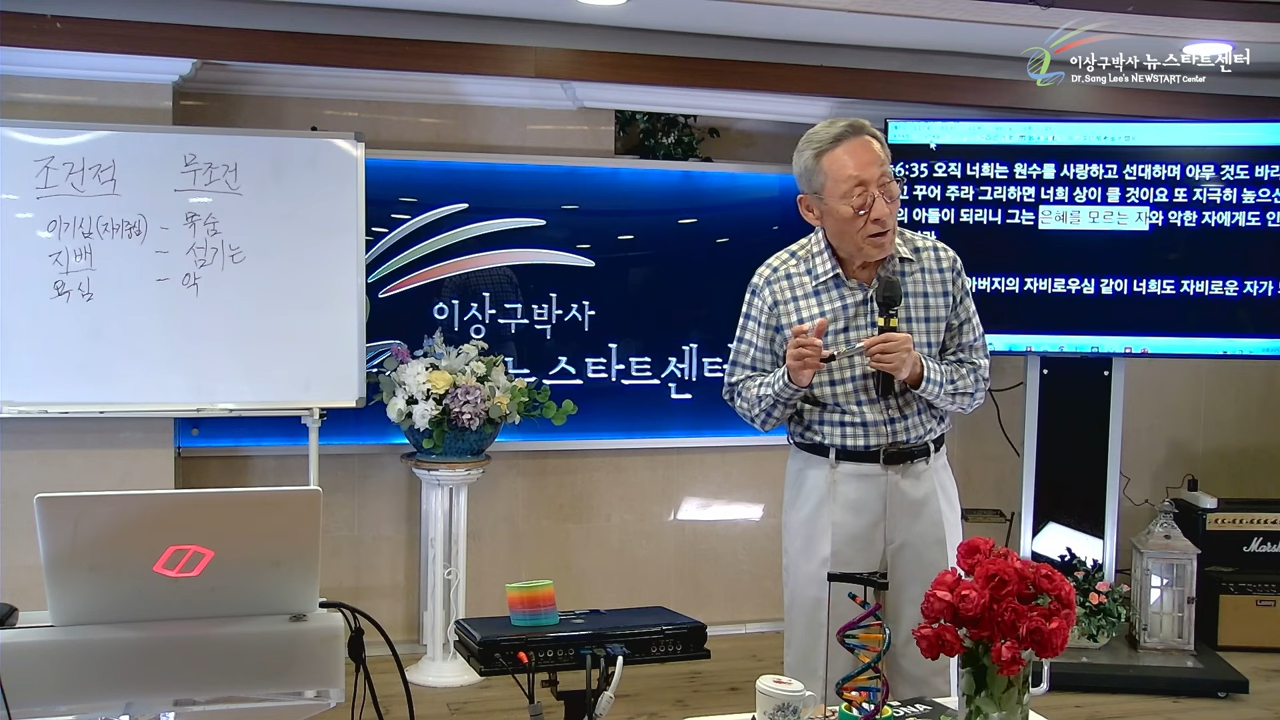 이상구박사 뉴스타트센터
Dr. Sang Lee's NEWSTART Center
조건적 무조건
이기심(자기중심) - 목숨
지배 - 섬기는
욕심 - 악
이상구박사
뉴스타트센터
6:35 오직 너희는 원수를 사랑하고 선대하며 아무 것도 바라
꾸어 주라 그리하면 너희 상이 클 것이요 또 지극히 높으신
의 아들이 되리니 그는 은혜를 모르는 자와 악한 자에게도 인
아버지의 자비로우심 같이 너희도 자비로운 자가
Marsh
Laney
DNA